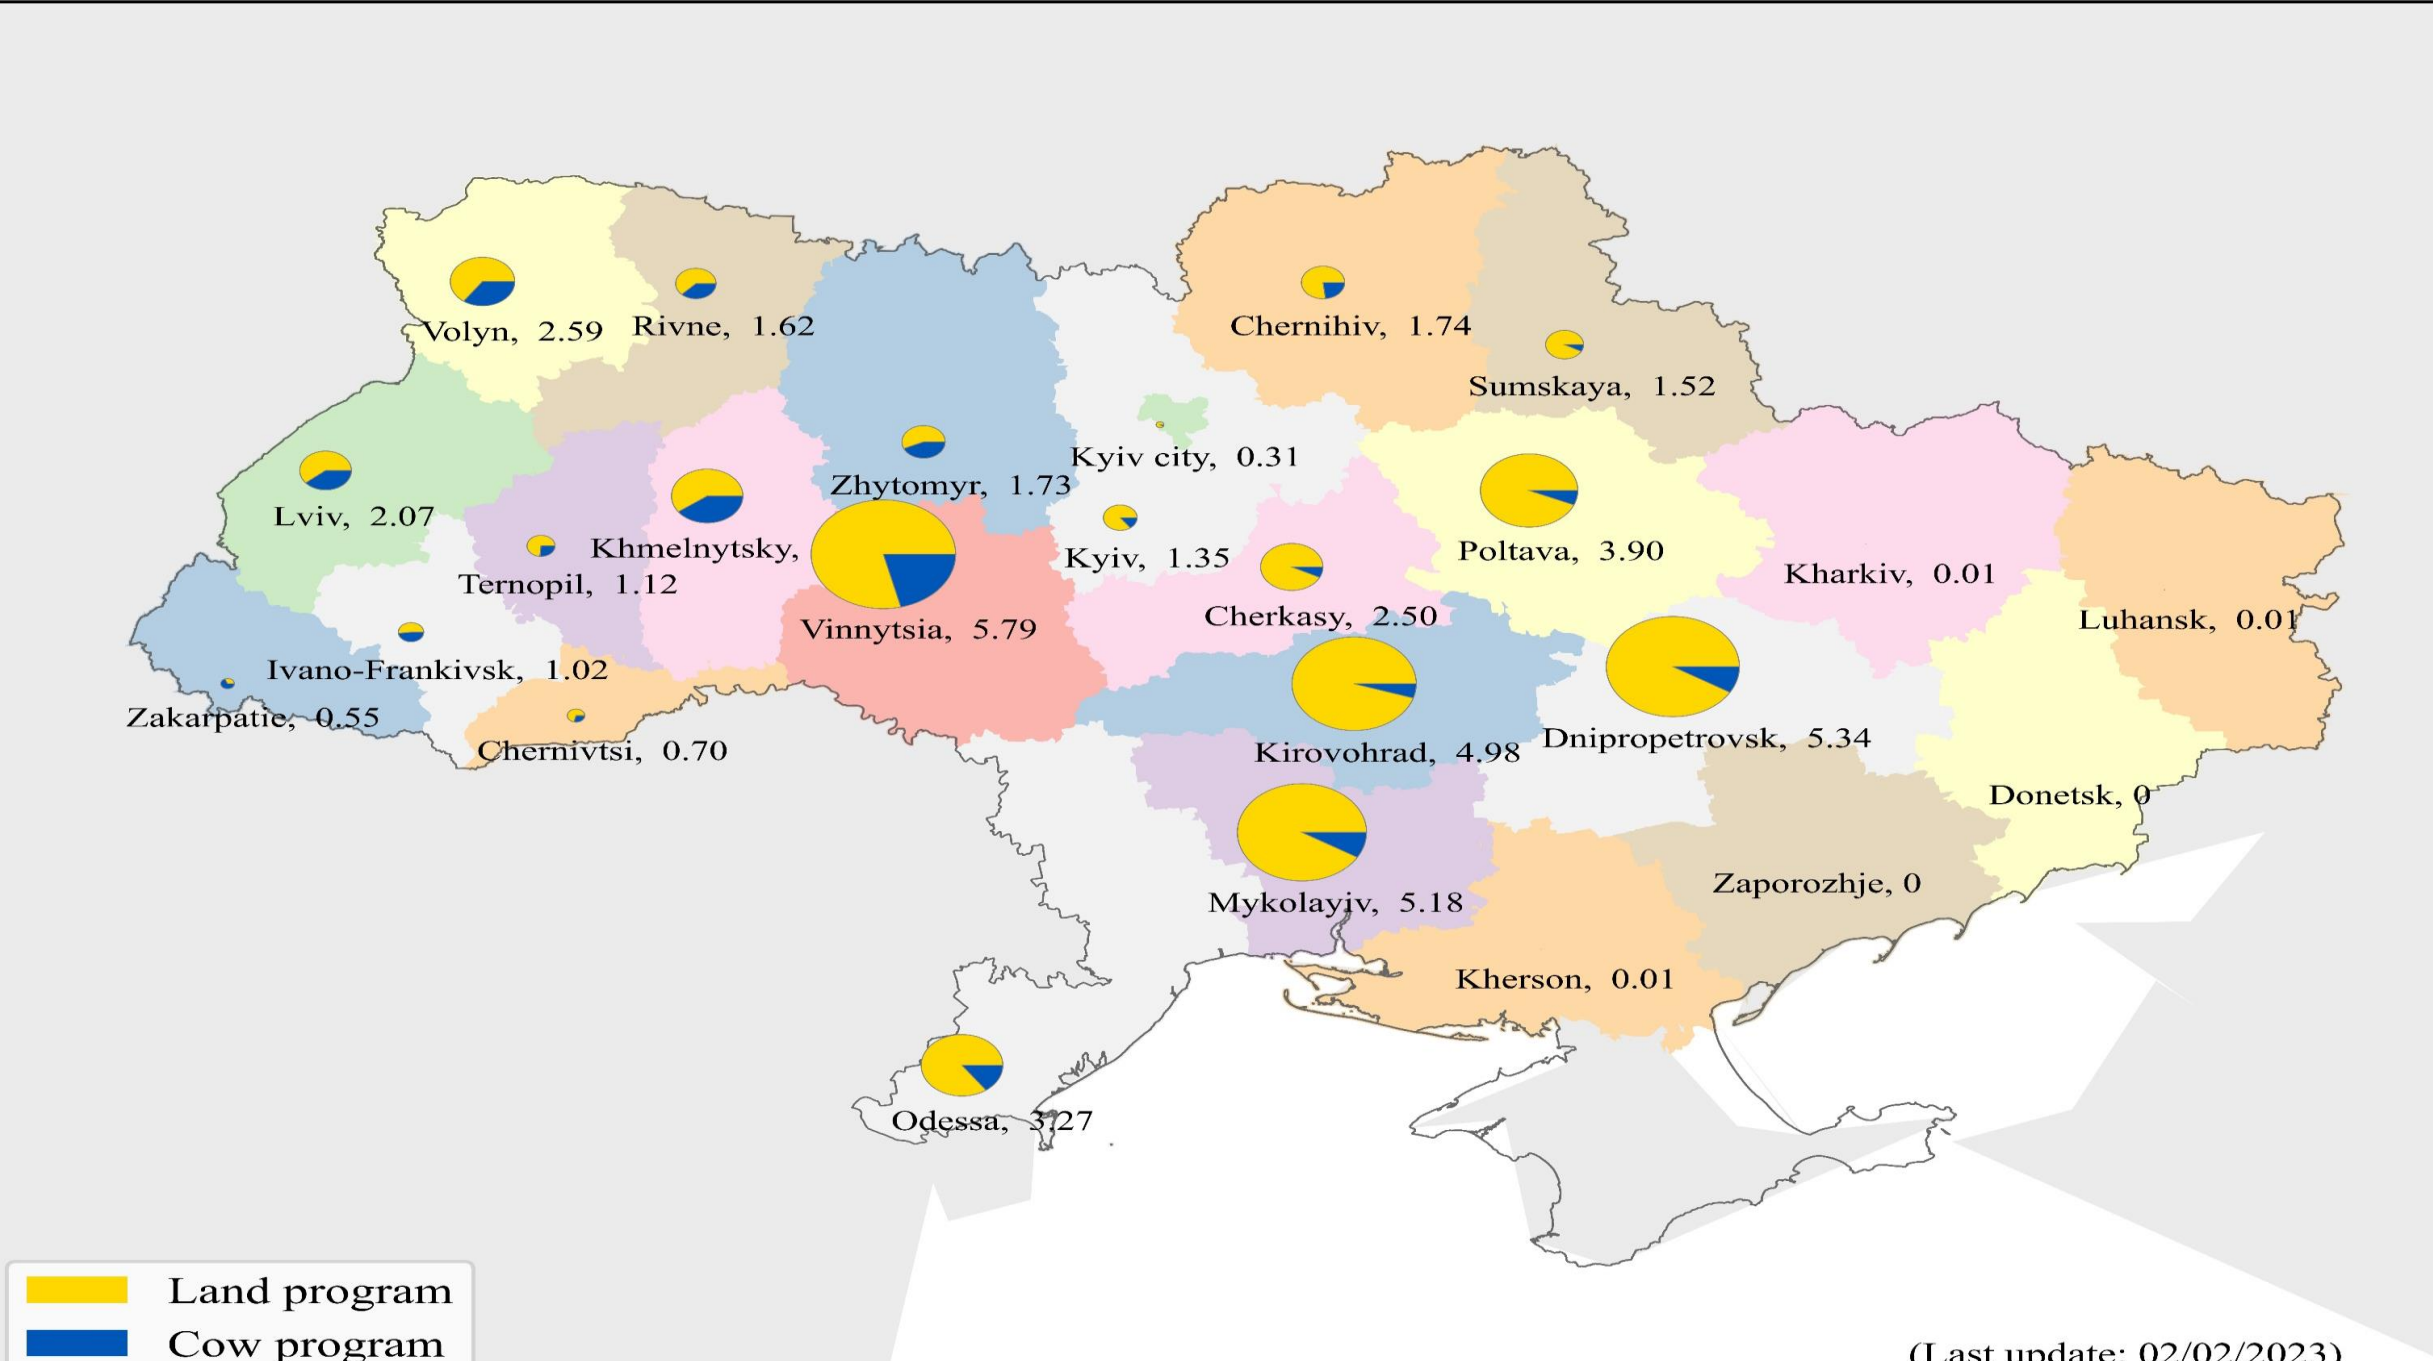 Volyn, 2.59
Rivne, 1.62
Chernihiv, 1.74
Sumskaya, 1.52
Kyiv city, 0.31
Zhytomyr, 1.73
Lviv, 2.07
Khmelnytsky,
Kyiv, 1.35
Poltava, 3.90
Kharkiv, 0.01
Ternopil, 1.12
Vinnytsia, 5.79
Cherkasy, 2.50
Luhansk, 0.01
Ivano-Frankivsk, 1.02
Zakarpatie, 0.55
Chernivtsi, 0.70
Kirovohrad, 4.98
Dnipropetrovsk, 5.34
Donetsk, 0
Zaporozhje, 0
Mykolayiv, 5.18
Kherson, 0.01
Odessa, 3.27
Land program
Cow program
(Last update: 02/02/2023)